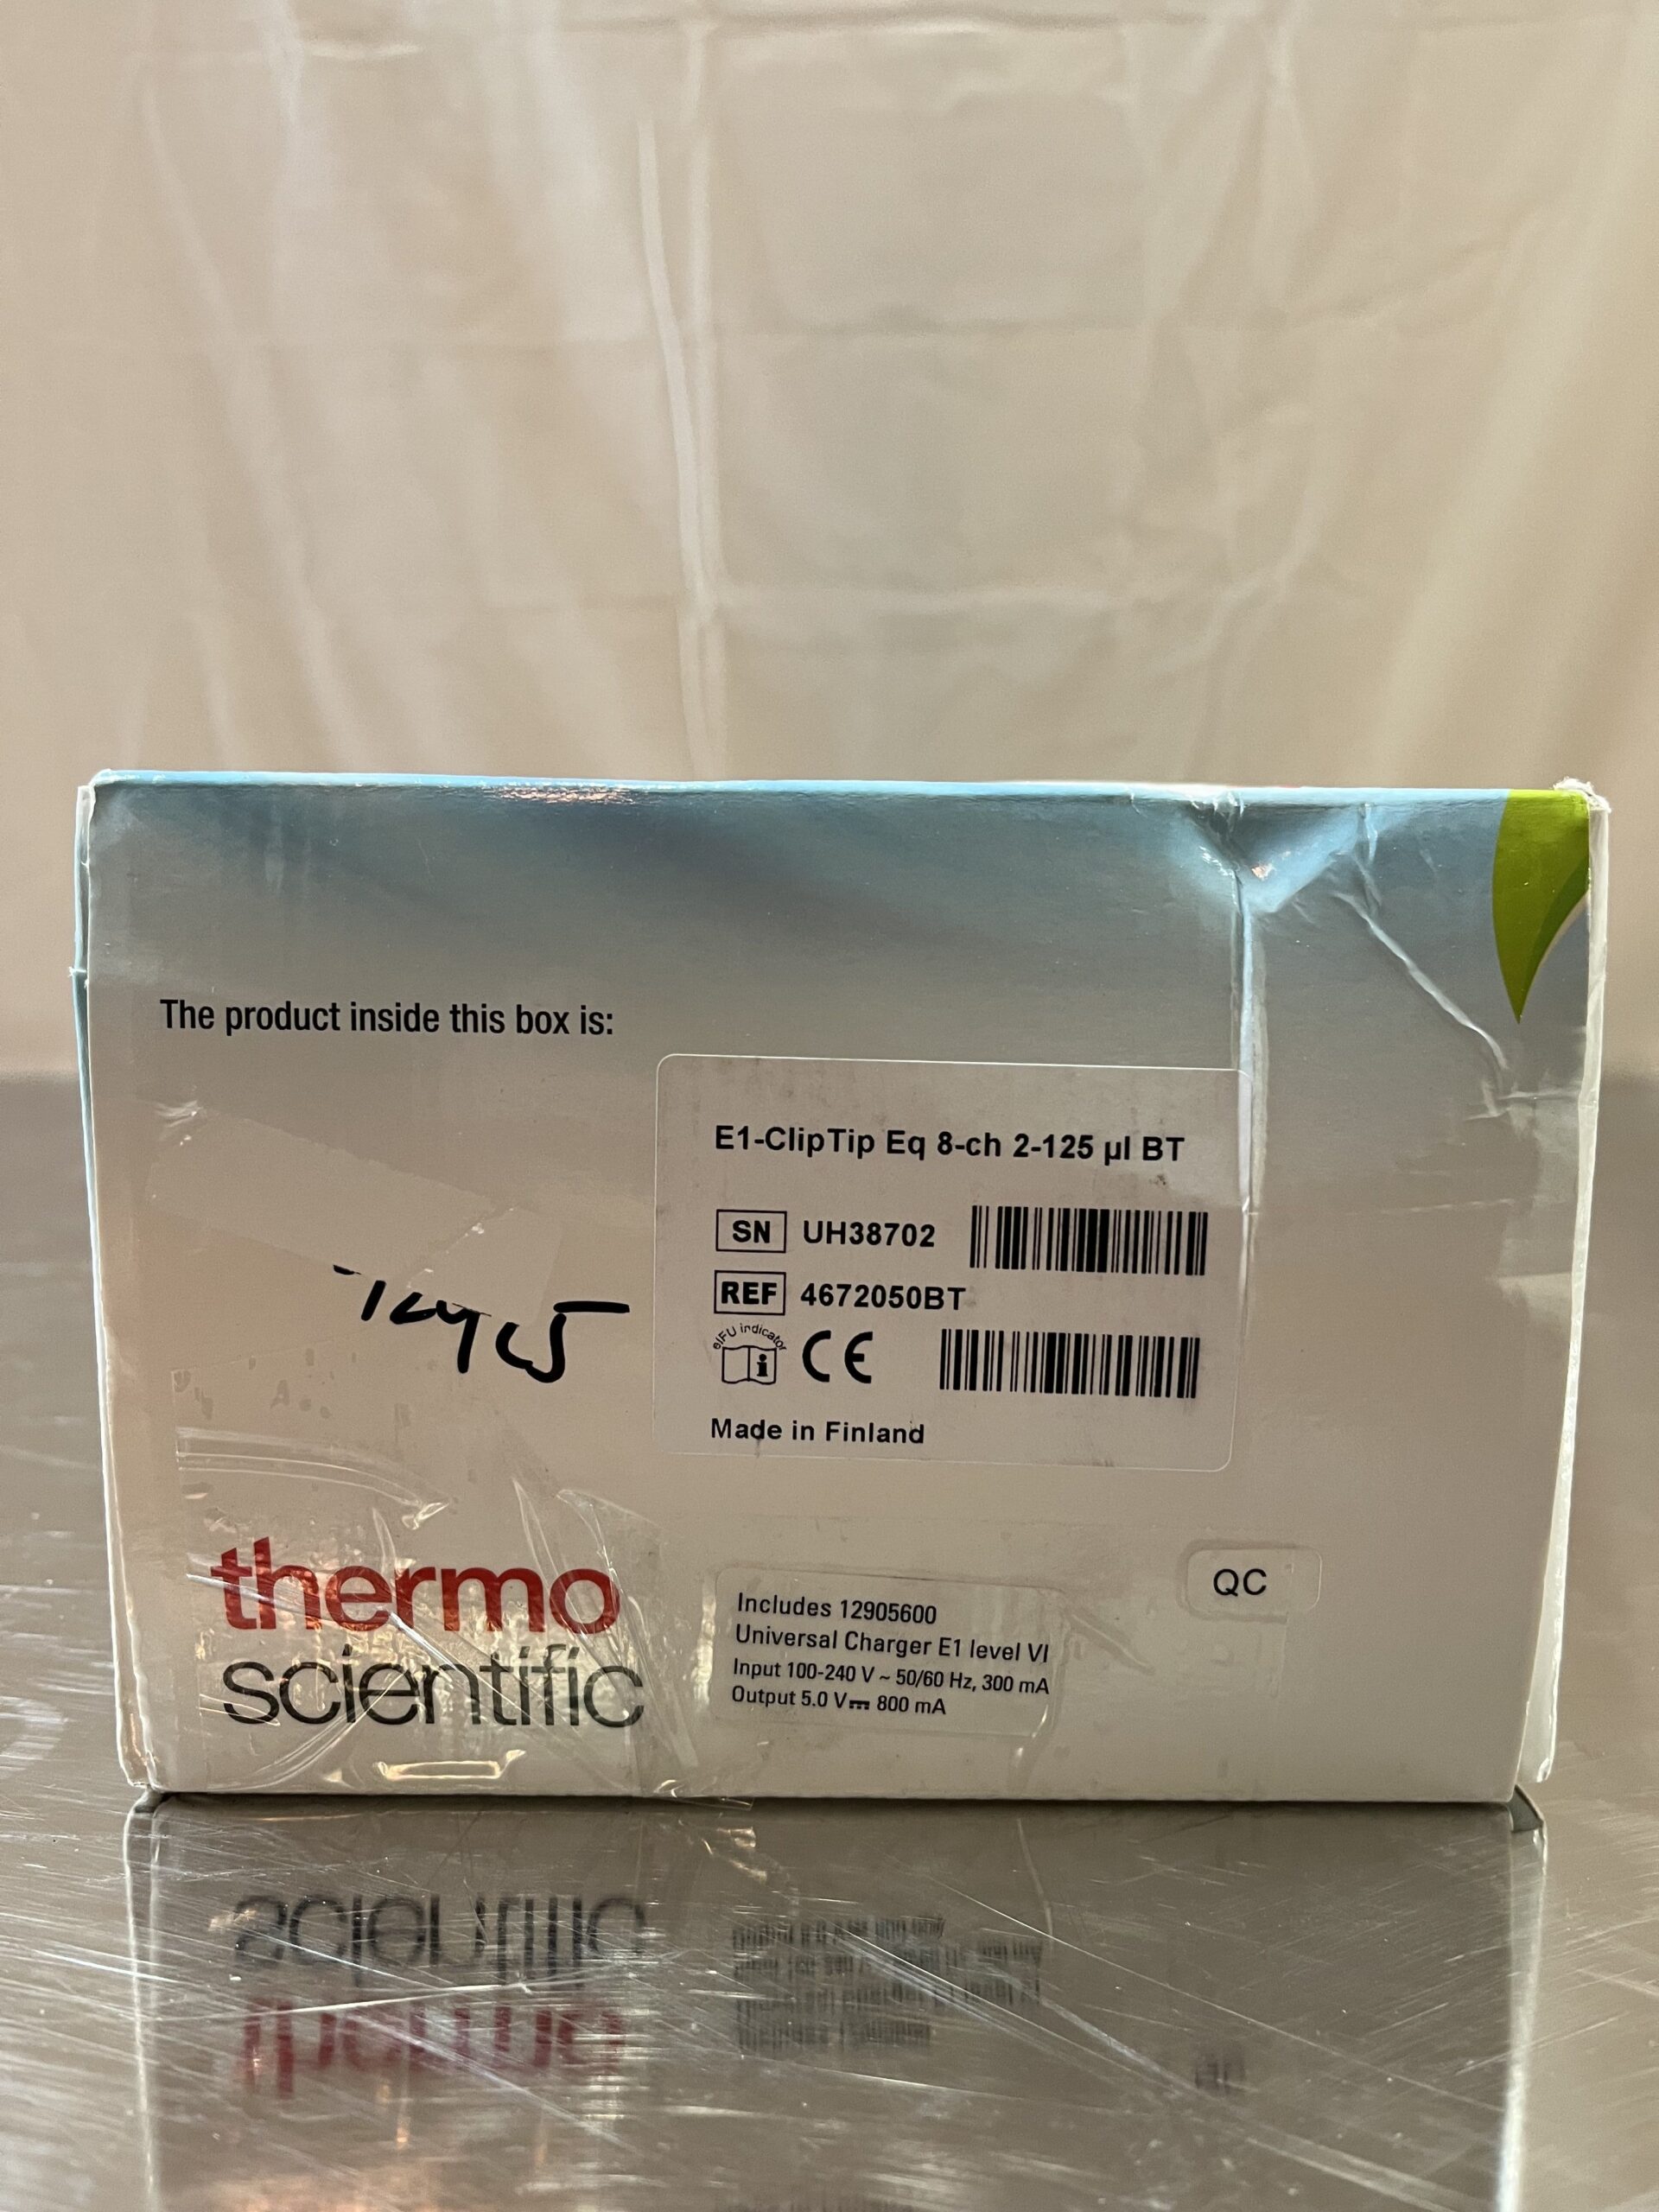 The product inside this box is:
E1-ClipTip Eq 8-ch 2-125 µl BT
SN UH38702
REF 4672050BT
eIFU indicator
CE
Made in Finland
thermo
scientific
QC
Includes 12905600
Universal Charger E1 level VI
Input 100-240 V ~ 50/60 Hz, 300 mA
Output 5.0 V⎓ 800 mA